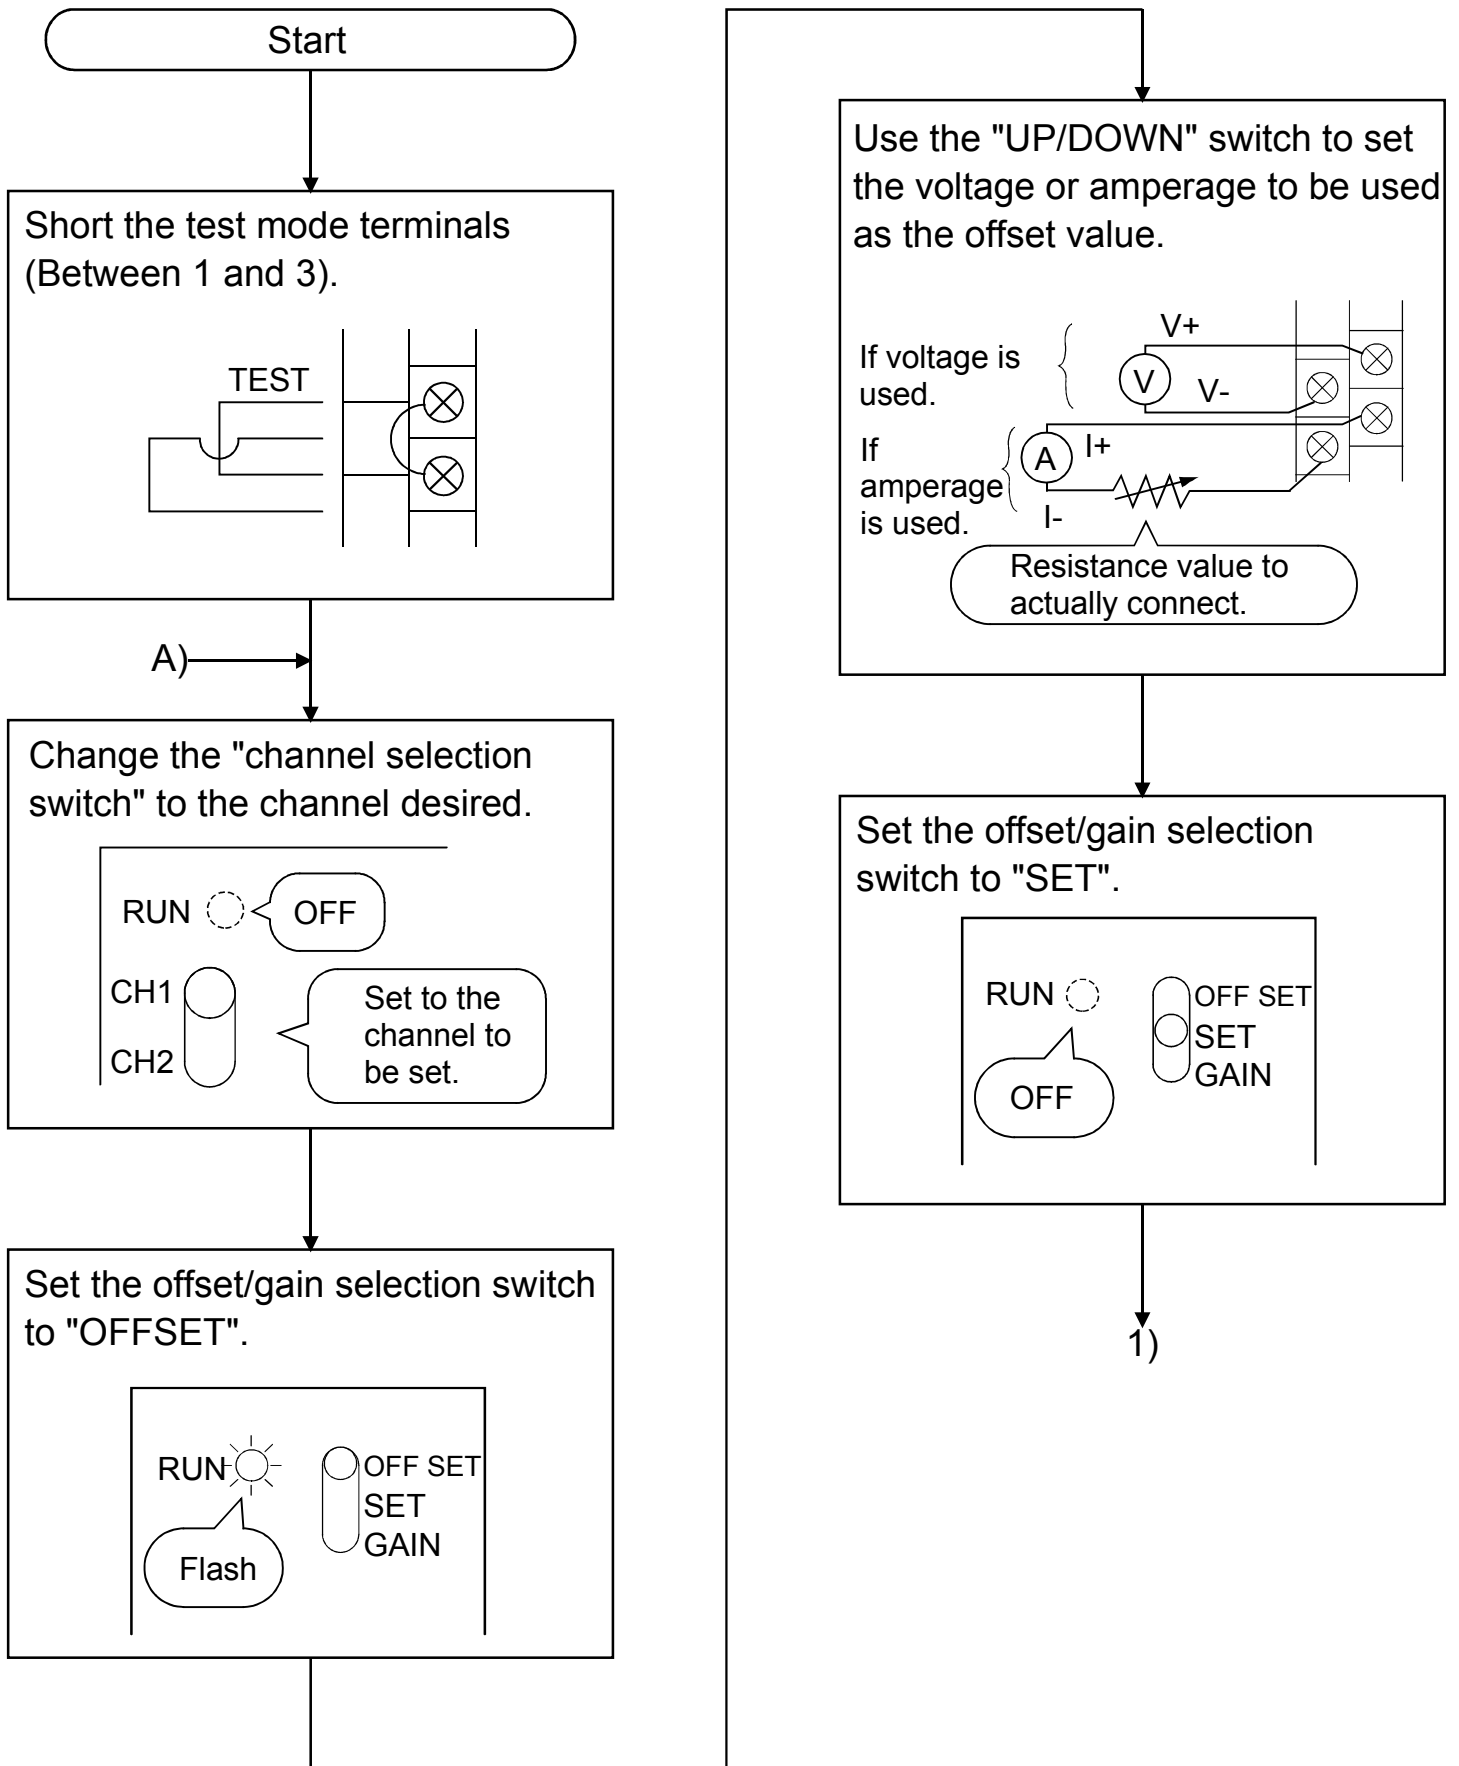 Start
Short the test mode terminals
(Between 1 and 3).
TEST
A)
Change the "channel selection
switch" to the channel desired.
RUN
OFF
CH1
CH2
Set to the
channel to
be set.
Set the offset/gain selection switch
to "OFFSET".
RUN
OFF SET
SET
GAIN
Flash
Use the "UP/DOWN" switch to set
the voltage or amperage to be used
as the offset value.
If voltage is
used.
V+
V
V-
If
amperage
is used.
A
I+
I-
Resistance value to
actually connect.
Set the offset/gain selection
switch to "SET".
RUN
OFF SET
SET
GAIN
OFF
1)